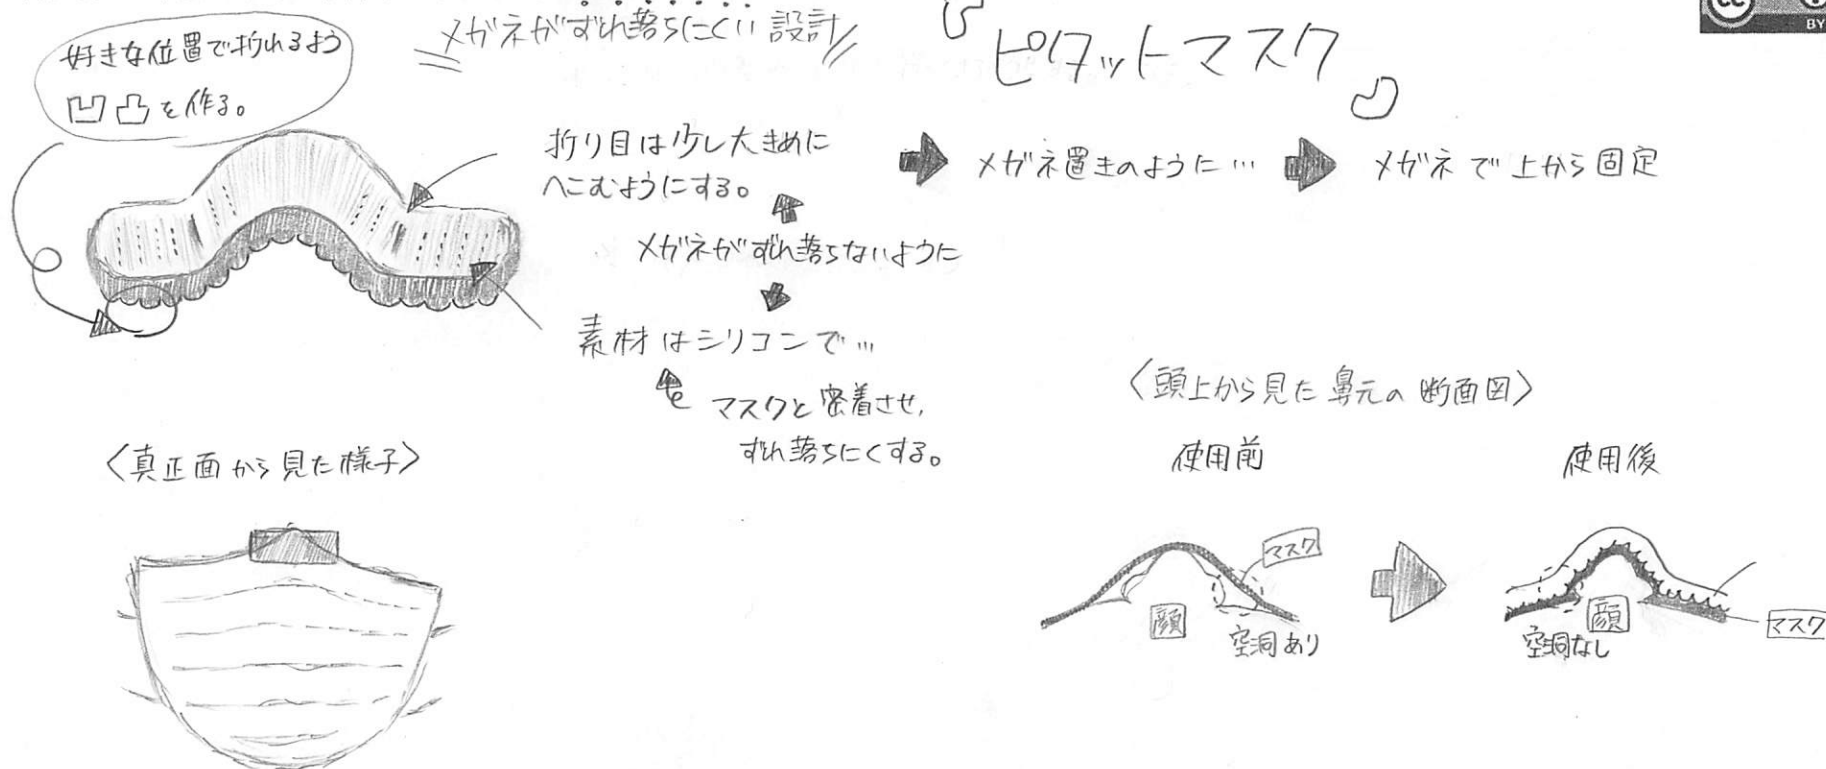 メガネがずれ落ちにくい設計
『ピタットマスク』
好きな位置で折れるよう
凹凸を作る。
折り目は少し大きめに
へこむようにする。
メガネ置きのように…
メガネで上から固定
メガネがずれ落ちないように
素材はシリコンで…
マスクと密着させ,
ずれ落ちにくする。
〈真正面から見た様子〉
〈頭上から見た鼻元の断面図〉
使用前
使用後
マスク
顔
空洞あり
顔
空洞なし
マスク
cc
BY